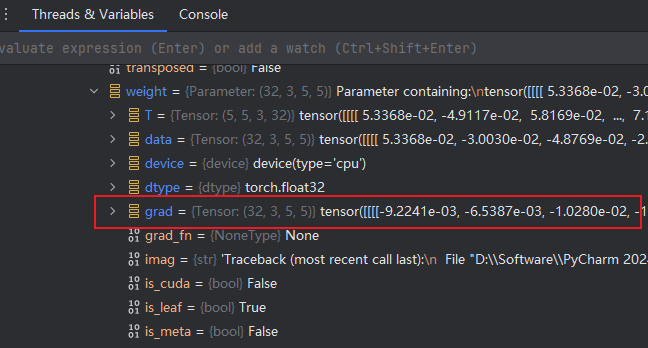 Threads & Variables Console
evaluate expression (Enter) or add a watch (Ctrl+Shift+Enter)
transposed = {bool} False
weight = {Parameter: (32, 3, 5, 5)} Parameter containing:\ntensor([[[[ 5.3368e-02, -3.0
T = {Tensor: (5, 5, 3, 32)} tensor([[[[ 5.3368e-02, -4.9117e-02, 5.8169e-02, ..., 7.1
data = {Tensor: (32, 3, 5, 5)} tensor([[[[ 5.3368e-02, -3.0030e-02, -4.8769e-02, -2.
device = {device} device(type='cpu')
dtype = {dtype} torch.float32
grad = {Tensor: (32, 3, 5, 5)} tensor([[[[-9.2241e-03, -6.5387e-03, -1.0280e-02, -1
grad_fn = {NoneType} None
imag = {str} 'Traceback (most recent call last):\n File "D:\\Software\\PyCharm 202
is_cuda = {bool} False
is_leaf = {bool} True
is_meta = {bool} False